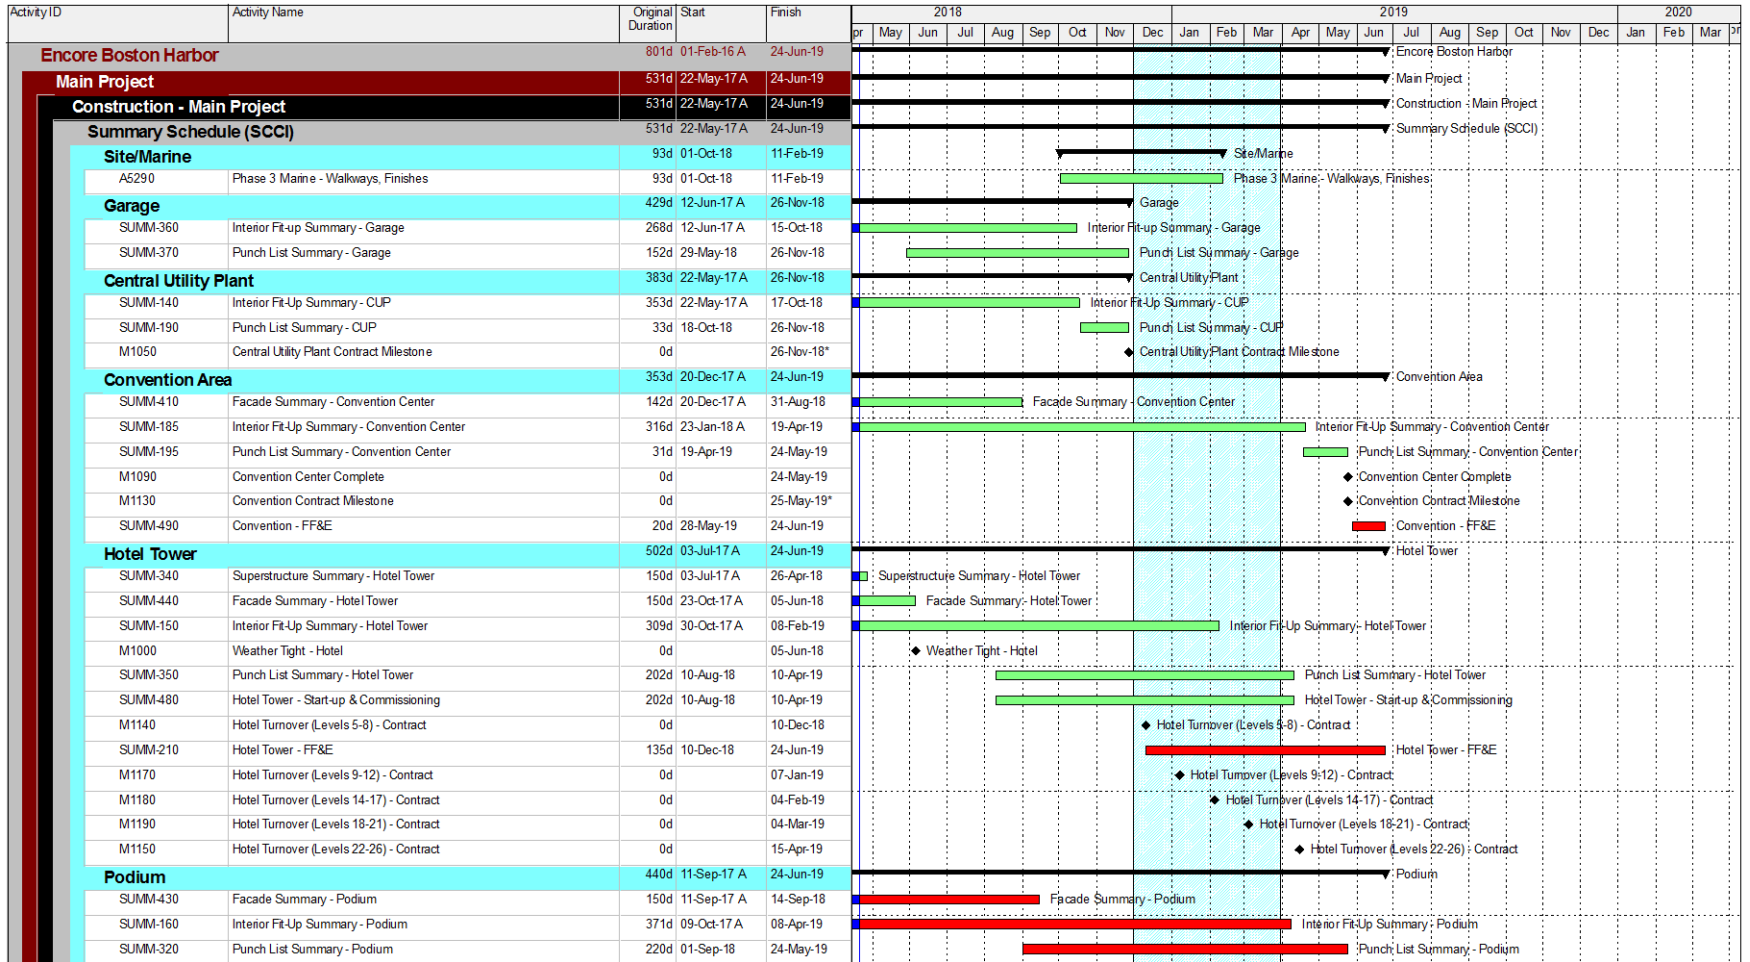 Activity ID Activity Name Original Duration Start Finish 2018 2019 2020
pr May Jun Jul Aug Sep Oct Nov Dec Jan Feb Mar Apr May Jun Jul Aug Sep Oct Nov Dec Jan Feb Mar
Encore Boston Harbor 801d 01-Feb-16 A 24-Jun-19 Encore Boston Harbor
Main Project 531d 22-May-17 A 24-Jun-19 Main Project
Construction - Main Project 531d 22-May-17 A 24-Jun-19 Construction - Main Project
Summary Schedule (SCCI) 531d 22-May-17 A 24-Jun-19 Summary Schedule (SCCI)
Site/Marine 93d 01-Oct-18 11-Feb-19 Site/Marine
A5290 Phase 3 Marine - Walkways, Finishes 93d 01-Oct-18 11-Feb-19 Phase 3 Marine - Walkways, Finishes
Garage 429d 12-Jun-17 A 26-Nov-18 Garage
SUMM-360 Interior Fit-up Summary - Garage 268d 12-Jun-17 A 15-Oct-18 Interior Fit-up Summary - Garage
SUMM-370 Punch List Summary - Garage 152d 29-May-18 26-Nov-18 Punch List Summary - Garage
Central Utility Plant 383d 22-May-17 A 26-Nov-18 Central Utility Plant
SUMM-140 Interior Fit-Up Summary - CUP 353d 22-May-17 A 17-Oct-18 Interior Fit-Up Summary - CUP
SUMM-190 Punch List Summary - CUP 33d 18-Oct-18 26-Nov-18 Punch List Summary - CUP
M1050 Central Utility Plant Contract Milestone 0d 26-Nov-18* Central Utility Plant Contract Milestone
Convention Area 353d 20-Dec-17 A 24-Jun-19 Convention Area
SUMM-410 Facade Summary - Convention Center 142d 20-Dec-17 A 31-Aug-18 Facade Summary - Convention Center
SUMM-185 Interior Fit-Up Summary - Convention Center 316d 23-Jan-18 A 19-Apr-19 Interior Fit-Up Summary - Convention Center
SUMM-195 Punch List Summary - Convention Center 31d 19-Apr-19 24-May-19 Punch List Summary - Convention Center
M1090 Convention Center Complete 0d 24-May-19 Convention Center Complete
M1130 Convention Contract Milestone 0d 25-May-19* Convention Contract Milestone
SUMM-490 Convention - FF&E 20d 28-May-19 24-Jun-19 Convention - FF&E
Hotel Tower 502d 03-Jul-17 A 24-Jun-19 Hotel Tower
SUMM-340 Superstructure Summary - Hotel Tower 150d 03-Jul-17 A 26-Apr-18 Superstructure Summary - Hotel Tower
SUMM-440 Facade Summary - Hotel Tower 150d 23-Oct-17 A 05-Jun-18 Facade Summary - Hotel Tower
SUMM-150 Interior Fit-Up Summary - Hotel Tower 309d 30-Oct-17 A 08-Feb-19 Interior Fit-Up Summary - Hotel Tower
M1000 Weather Tight - Hotel 0d 05-Jun-18 Weather Tight - Hotel
SUMM-350 Punch List Summary - Hotel Tower 202d 10-Aug-18 10-Apr-19 Punch List Summary - Hotel Tower
SUMM-480 Hotel Tower - Start-up & Commissioning 202d 10-Aug-18 10-Apr-19 Hotel Tower - Start-up & Commissioning
M1140 Hotel Turnover (Levels 5-8) - Contract 0d 10-Dec-18 Hotel Turnover (Levels 5-8) - Contract
SUMM-210 Hotel Tower - FF&E 135d 10-Dec-18 24-Jun-19 Hotel Tower - FF&E
M1170 Hotel Turnover (Levels 9-12) - Contract 0d 07-Jan-19 Hotel Turnover (Levels 9-12) - Contract
M1180 Hotel Turnover (Levels 14-17) - Contract 0d 04-Feb-19 Hotel Turnover (Levels 14-17) - Contract
M1190 Hotel Turnover (Levels 18-21) - Contract 0d 04-Mar-19 Hotel Turnover (Levels 18-21) - Contract
M1150 Hotel Turnover (Levels 22-26) - Contract 0d 15-Apr-19 Hotel Turnover (Levels 22-26) - Contract
Podium 440d 11-Sep-17 A 24-Jun-19 Podium
SUMM-430 Facade Summary - Podium 150d 11-Sep-17 A 14-Sep-18 Facade Summary - Podium
SUMM-160 Interior Fit-Up Summary - Podium 371d 09-Oct-17 A 08-Apr-19 Interior Fit-Up Summary - Podium
SUMM-320 Punch List Summary - Podium 220d 01-Sep-18 24-May-19 Punch List Summary - Podium